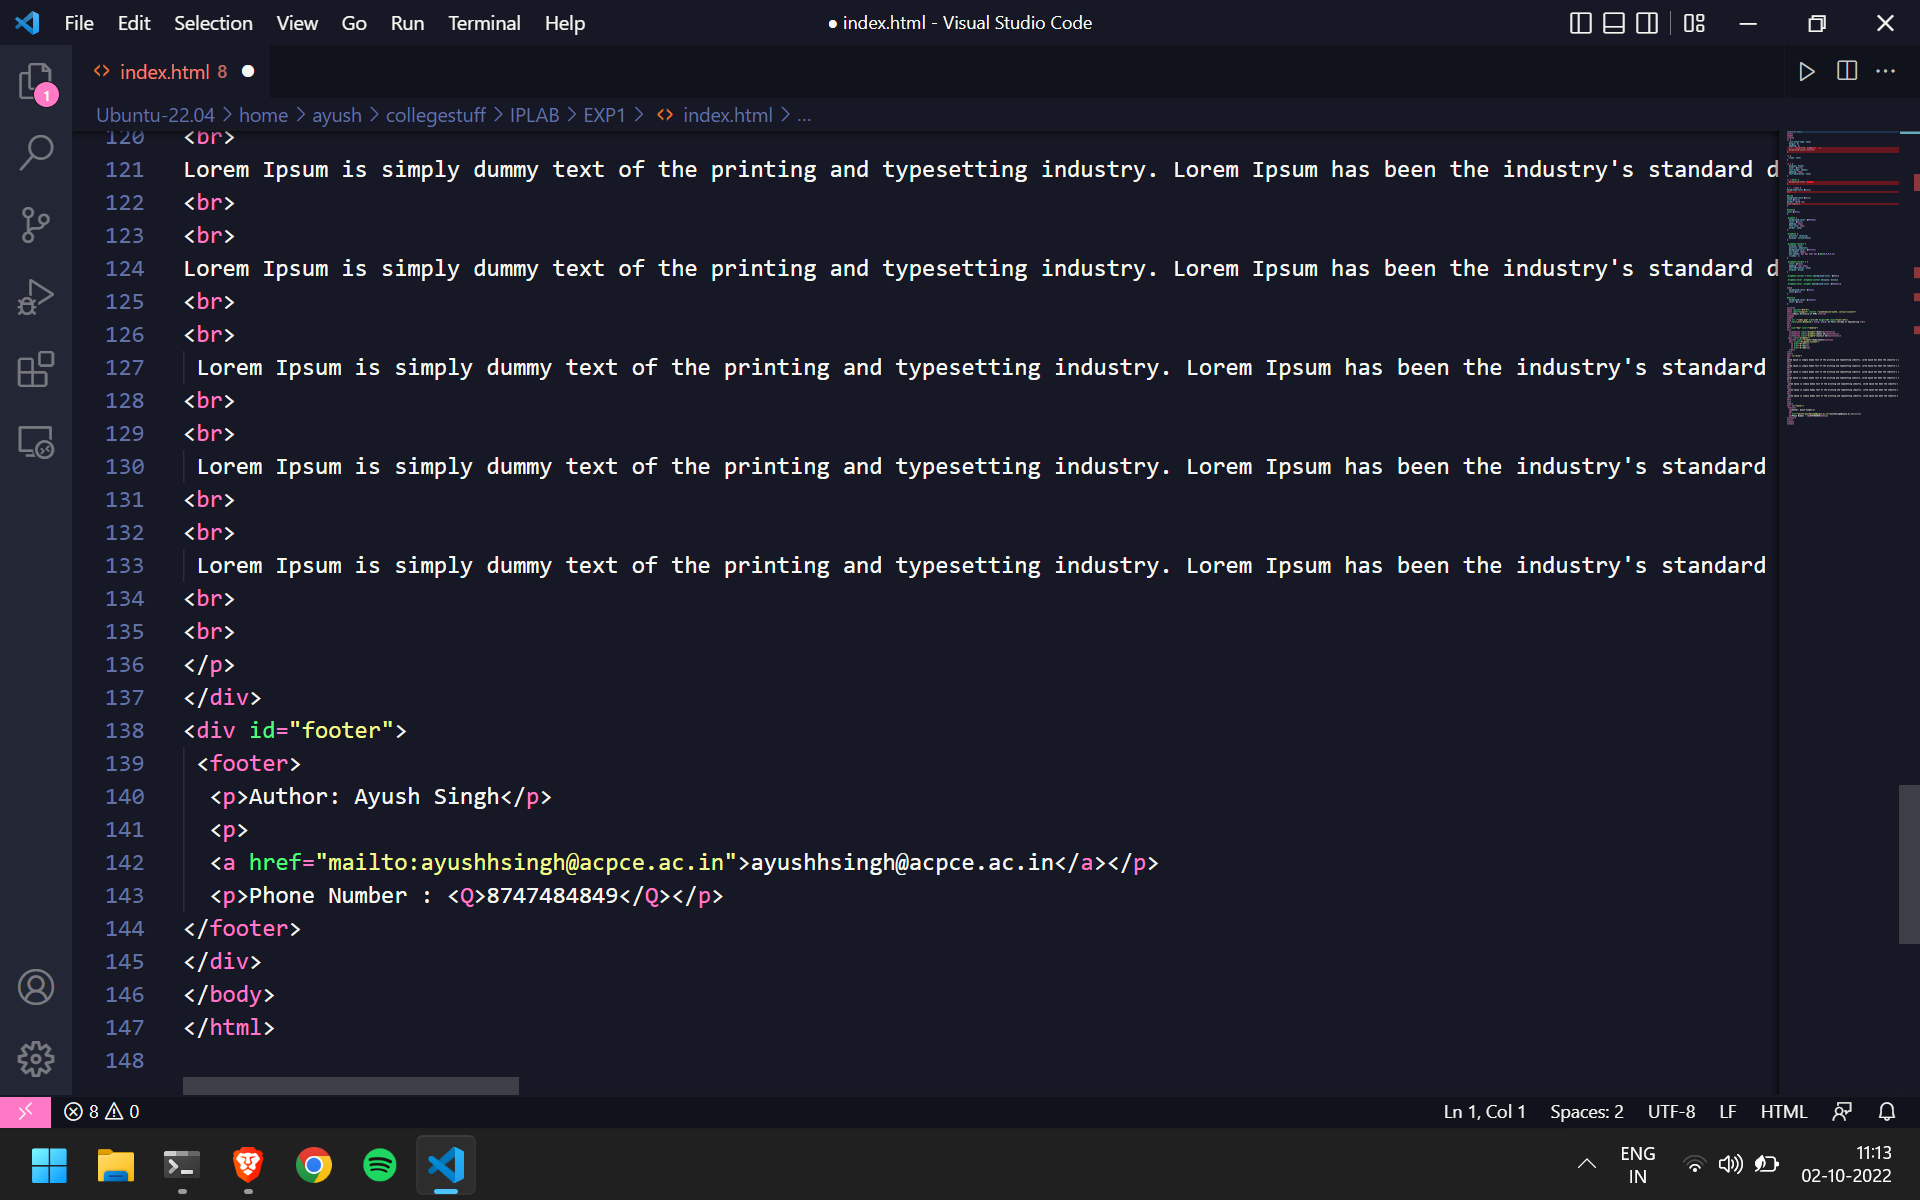 File Edit Selection View Go Run Terminal Help
● index.html - Visual Studio Code
1
index.html 8 ●
Ubuntu-22.04 > home > ayush > collegestuff > IPLAB > EXP1 > index.html > ...
120 <br>
121 Lorem Ipsum is simply dummy text of the printing and typesetting industry. Lorem Ipsum has been the industry's standard d
122 <br>
123 <br>
124 Lorem Ipsum is simply dummy text of the printing and typesetting industry. Lorem Ipsum has been the industry's standard d
125 <br>
126 <br>
127 Lorem Ipsum is simply dummy text of the printing and typesetting industry. Lorem Ipsum has been the industry's standard
128 <br>
129 <br>
130 Lorem Ipsum is simply dummy text of the printing and typesetting industry. Lorem Ipsum has been the industry's standard
131 <br>
132 <br>
133 Lorem Ipsum is simply dummy text of the printing and typesetting industry. Lorem Ipsum has been the industry's standard
134 <br>
135 <br>
136 </p>
137 </div>
138 <div id="footer">
139 <footer>
140 <p>Author: Ayush Singh</p>
141 <p>
142 <a href="mailto:ayushhsingh@acpce.ac.in">ayushhsingh@acpce.ac.in</a></p>
143 <p>Phone Number : <Q>8747484849</Q></p>
144 </footer>
145 </div>
146 </body>
147 </html>
148
8 0
Ln 1, Col 1 Spaces: 2 UTF-8 LF HTML
ENG
IN
11:13
02-10-2022